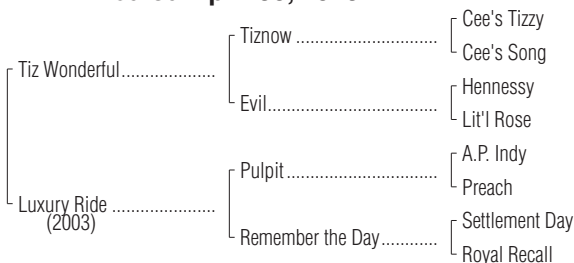 Cee's Tizzy
Tiznow
Cee's Song
Tiz Wonderful
Hennessy
Evil
Lit'l Rose
A.P. Indy
Pulpit
Preach
Luxury Ride
(2003)
Settlement Day
Remember the Day
Royal Recall